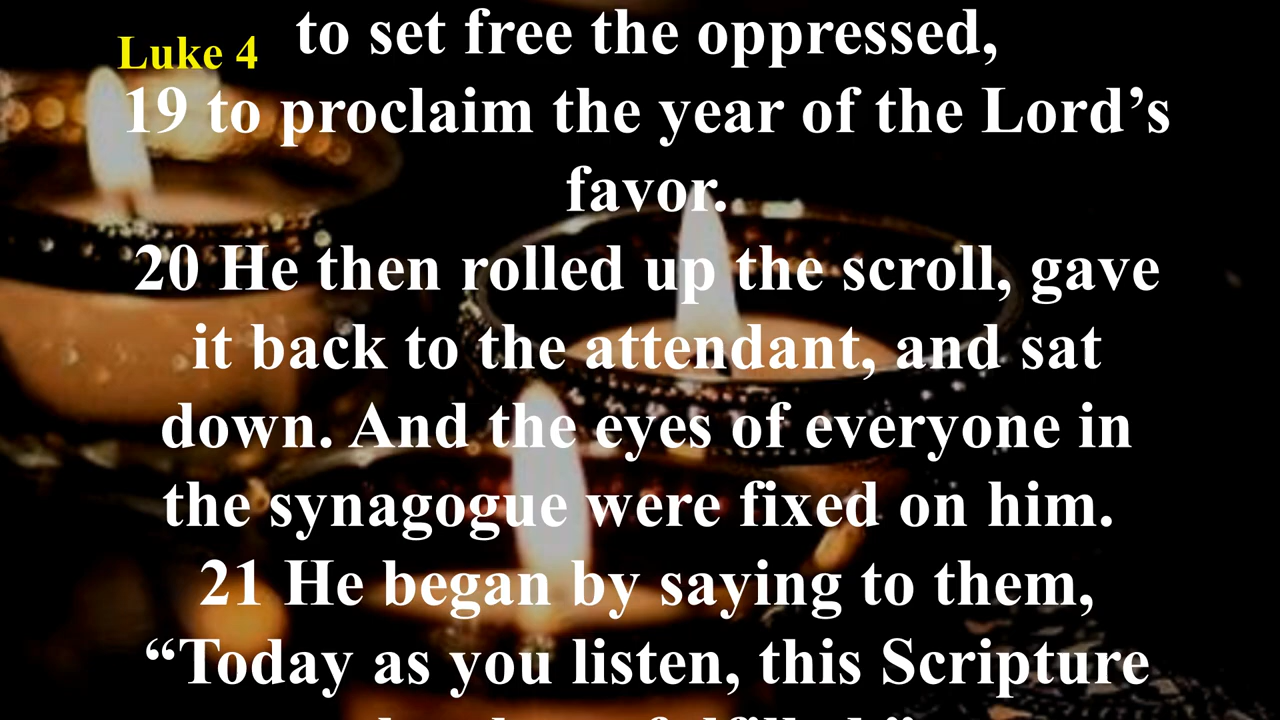 to set free the oppressed,
Luke 4
19 to proclaim the year of the Lord’s
favor.
20 He then rolled up the scroll, gave
it back to the attendant, and sat
down. And the eyes of everyone in
the synagogue were fixed on him.
21 He began by saying to them,
“Today as you listen, this Scripture